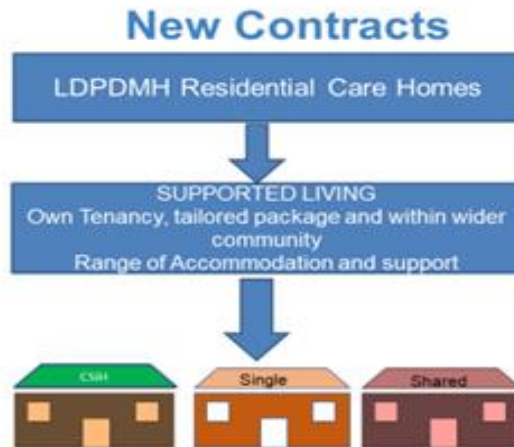 New Contracts
LDPDMH Residential Care Homes
SUPPORTED LIVING
Own Tenancy, tailored package and within wider
community
Range of Accommodation and support
CSiH
Single
Shared